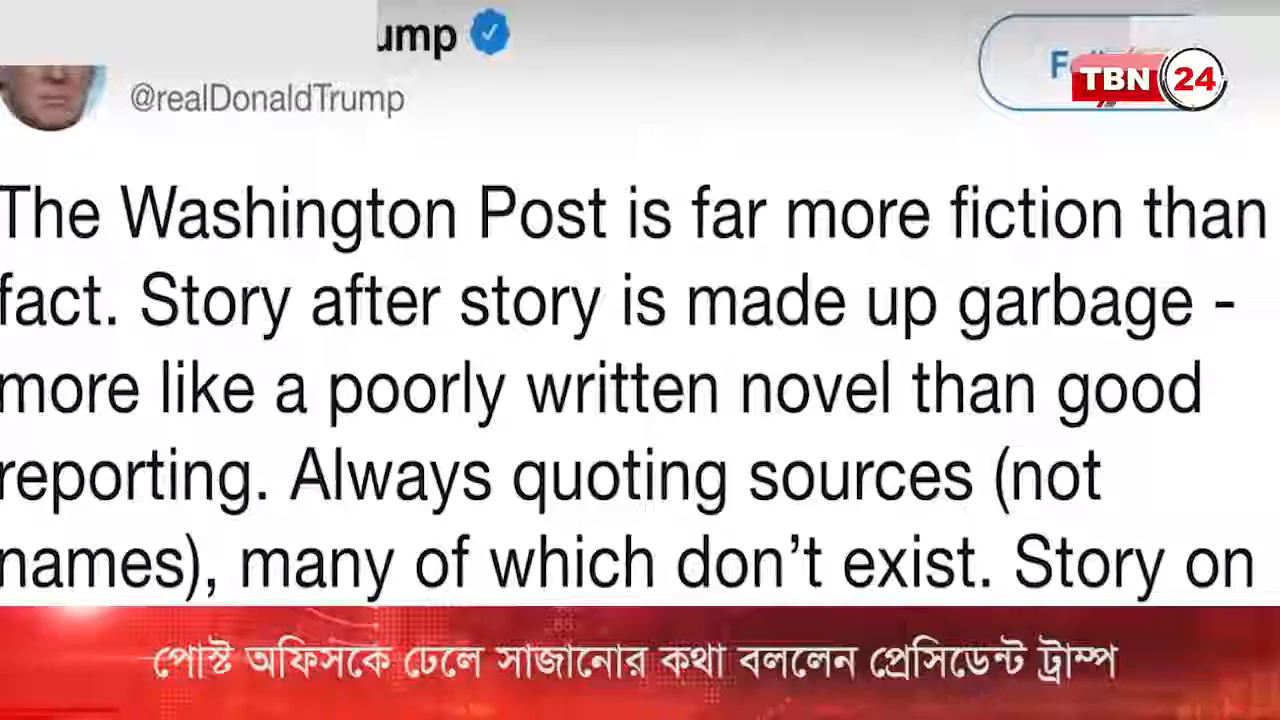 ump
@realDonaldTrump
TBN 24
The Washington Post is far more fiction than
fact. Story after story is made up garbage -
more like a poorly written novel than good
reporting. Always quoting sources (not
names), many of which don’t exist. Story on
পোস্ট অফিসকে ঢেলে সাজানোর কথা বললেন প্রেসিডেন্ট ট্রাম্প